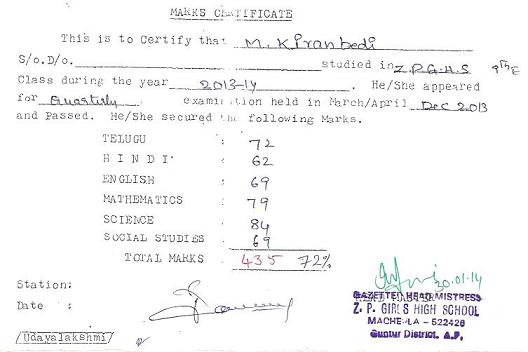 MARKS CERTIFICATE
This is to Certify that M. Kiranbedi
S/o.D/o. studied in Z.P.G.H.S 9th E
Class during the year 2013-14 . He/She appeared
for Quarterly examination held in March/April Dec 2013
and Passed. He/She secured the following Marks.
TELUGU : 72
HINDI : 62
ENGLISH : 69
MATHEMATICS : 79
SCIENCE : 84
SOCIAL STUDIES : 69
TOTAL MARKS : 435 72%
Station:
30.01.14
Date :
GAZETTED HEAD MISTRESS
Z. P. GIRLS HIGH SCHOOL
MACHERLA - 522426
Guntur District. A.P.
/Udayalakshmi/